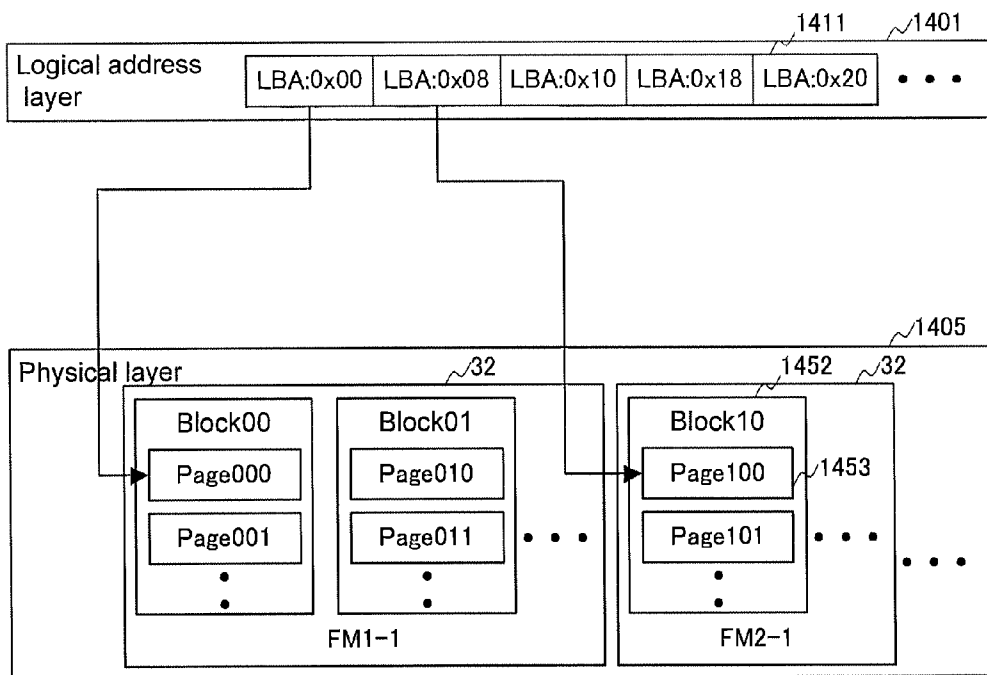 1411 1401
Logical address
layer
LBA:0x00 LBA:0x08 LBA:0x10 LBA:0x18 LBA:0x20
1405
Physical layer
32 1452 32
Block00 Block01 Block10
Page000 Page010 Page100 1453
Page001 Page011 Page101
FM1-1 FM2-1